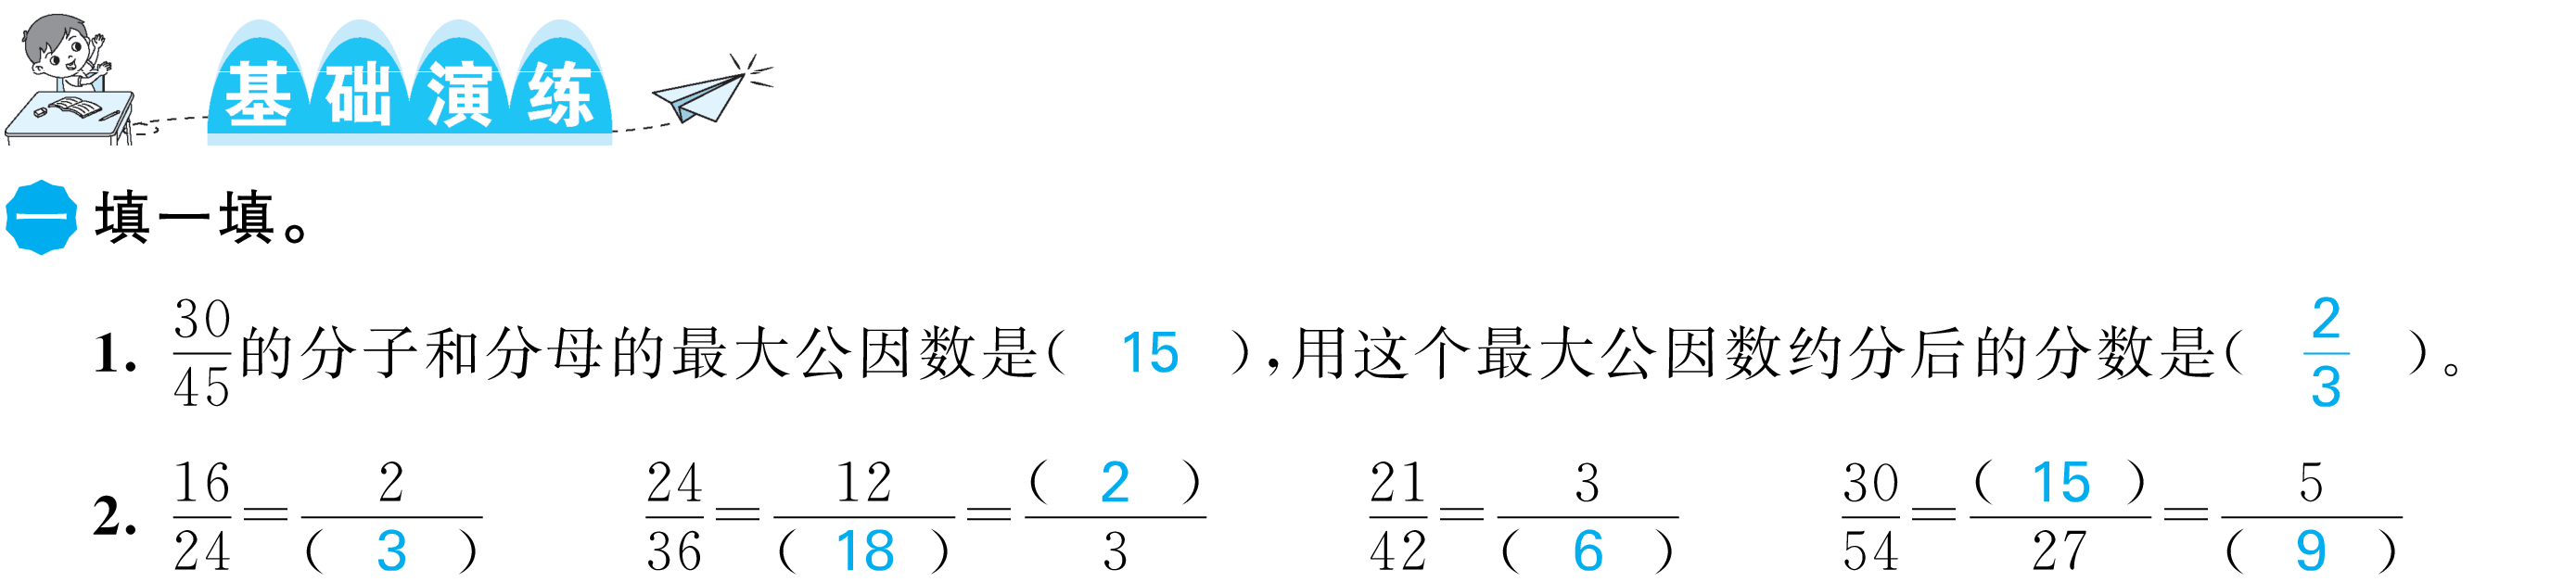 基础演练
一 填一填。
1. 30/45的分子和分母的最大公因数是( 15 ),用这个最大公因数约分后的分数是( 2/3 )。
2. 16/24=2/( 3 ) 24/36=12/( 18 )=( 2 )/3 21/42=3/( 6 ) 30/54=( 15 )/27=5/( 9 )